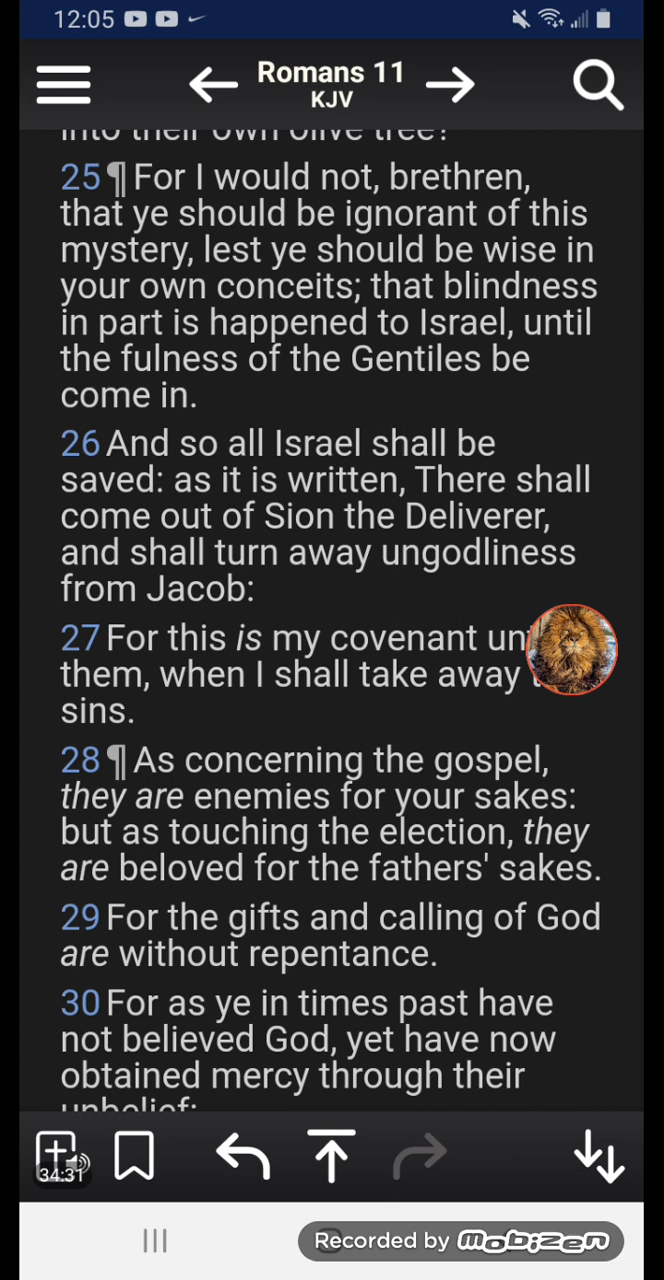 12:05
Romans 11
KJV
into their own olive tree?
25 ¶ For I would not, brethren,
that ye should be ignorant of this
mystery, lest ye should be wise in
your own conceits; that blindness
in part is happened to Israel, until
the fulness of the Gentiles be
come in.
26 And so all Israel shall be
saved: as it is written, There shall
come out of Sion the Deliverer,
and shall turn away ungodliness
from Jacob:
27 For this is my covenant
them, when I shall take away
sins.
28 ¶ As concerning the gospel,
they are enemies for your sakes:
but as touching the election, they
are beloved for the fathers' sakes.
29 For the gifts and calling of God
are without repentance.
30 For as ye in times past have
not believed God, yet have now
obtained mercy through their
unbelief:
34:31
Recorded by mobizen